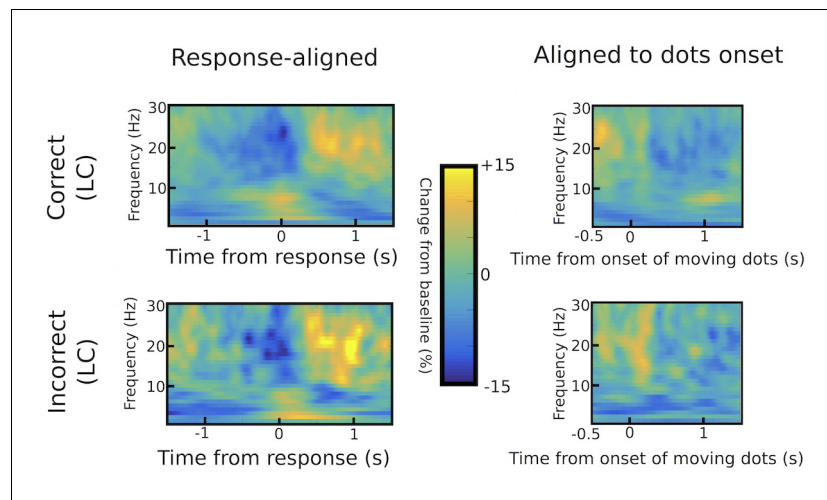 Response-aligned
Aligned to dots onset
Correct
(LC)
Frequency (Hz)
30
20
10
-1
0
1
Time from response (s)
+15
0
-15
Change from baseline (%)
Frequency (Hz)
30
20
10
-0.5
0
1
Time from onset of moving dots (s)
Incorrect
(LC)
Frequency (Hz)
30
20
10
-1
0
1
Time from response (s)
Frequency (Hz)
30
20
10
-0.5
0
1
Time from onset of moving dots (s)